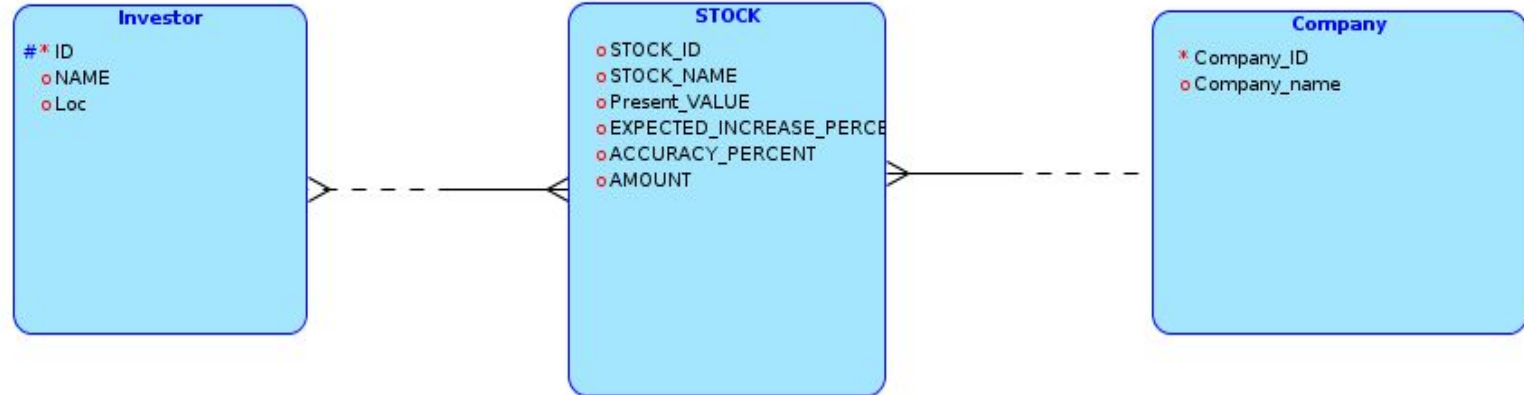 Investor
#* ID
o NAME
o Loc
STOCK
o STOCK_ID
o STOCK_NAME
o Present_VALUE
o EXPECTED_INCREASE_PERCE
o ACCURACY_PERCENT
o AMOUNT
Company
* Company_ID
o Company_name